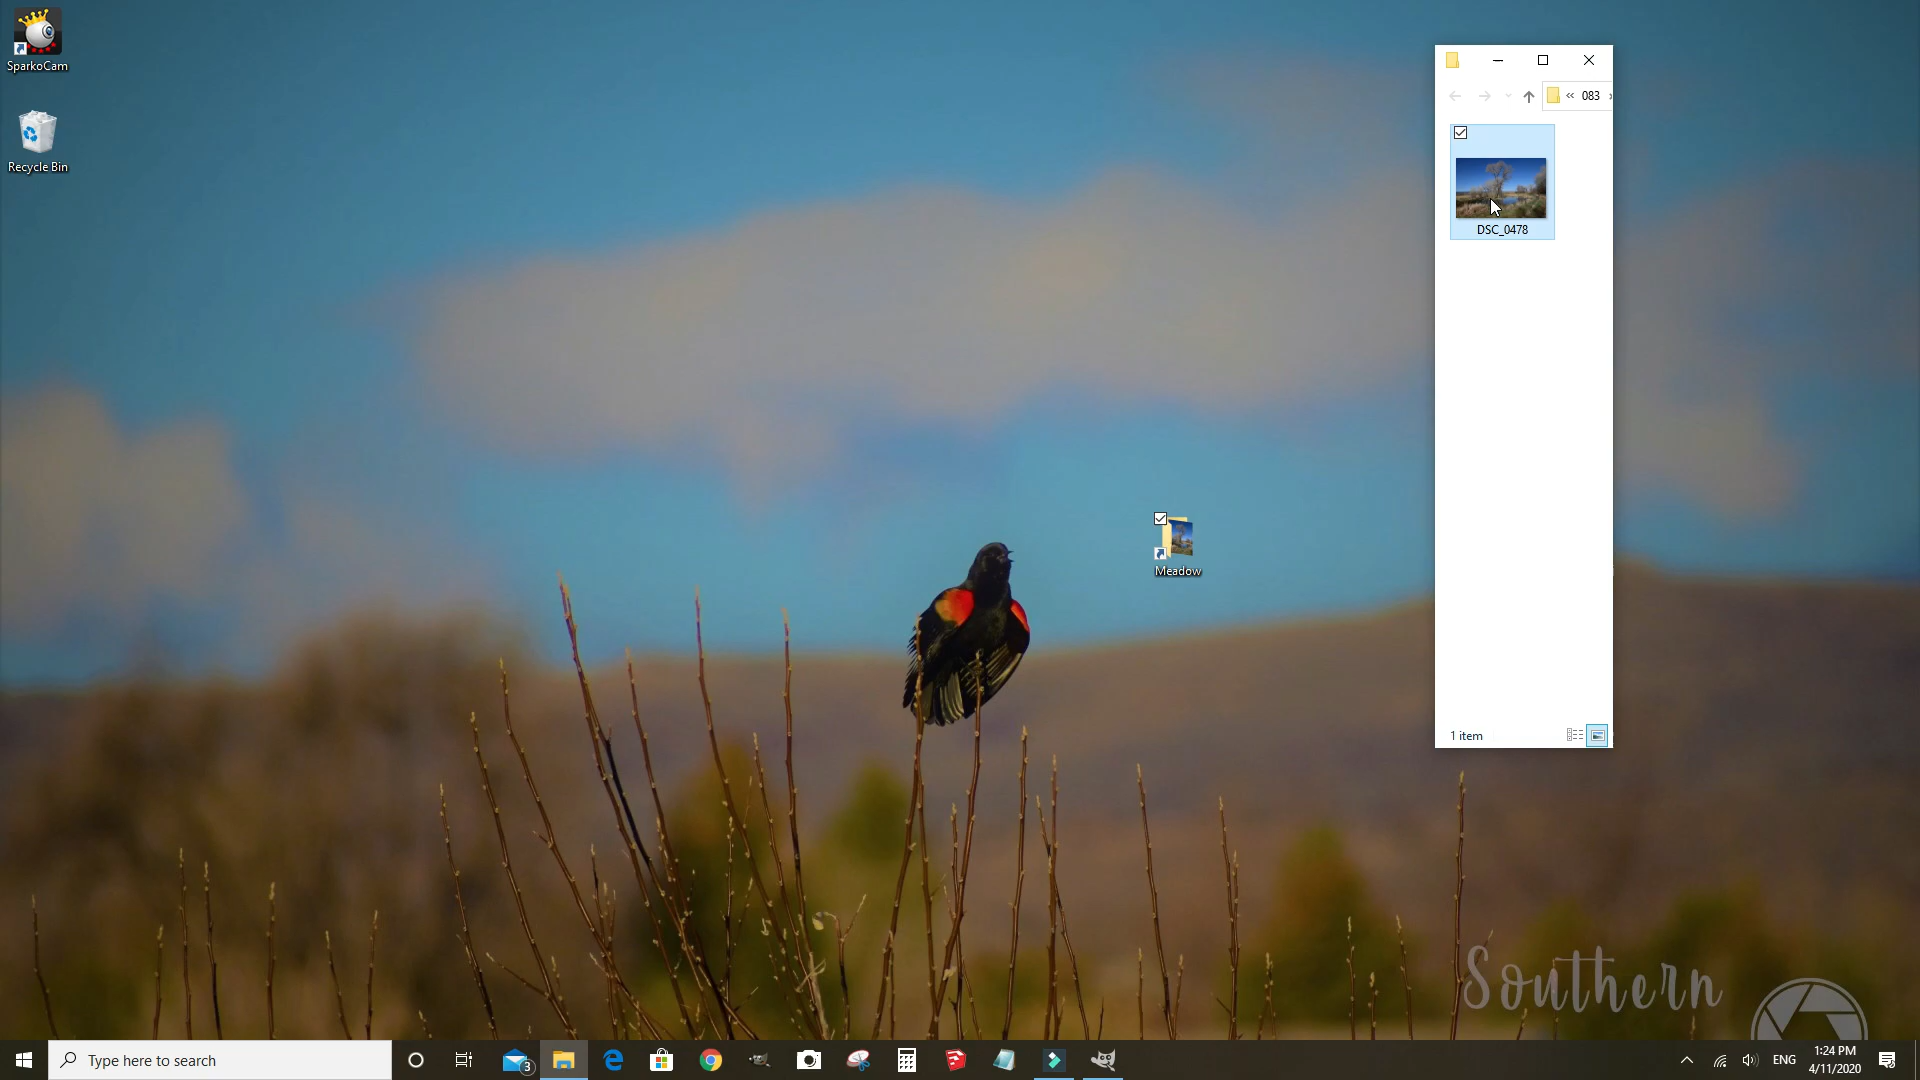 SparkoCam
Recycle Bin
« 083
DSC_0478
Meadow
1 item
Southern
Type here to search
3
ENG
1:24 PM
4/11/2020